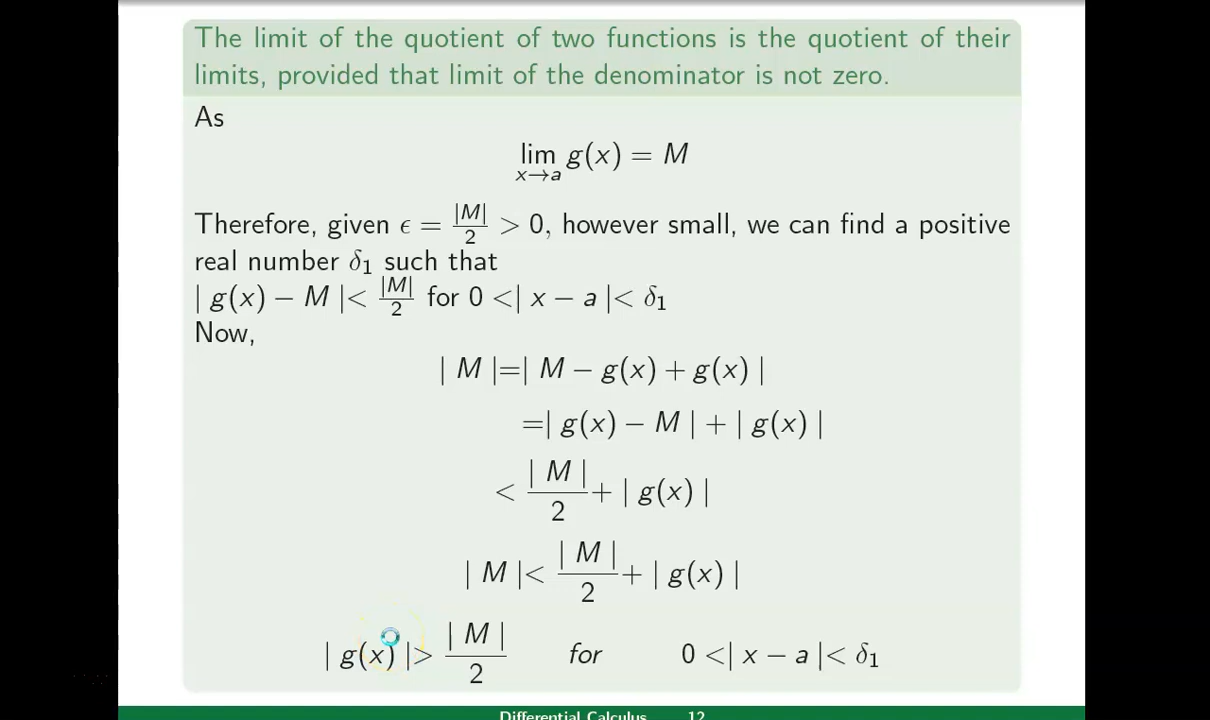 The limit of the quotient of two functions is the quotient of their
limits, provided that limit of the denominator is not zero.
As
lim g(x) = M
x→a
Therefore, given ϵ = |M|/2 > 0, however small, we can find a positive
real number δ₁ such that
| g(x) − M |< |M|/2 for 0 <| x − a |< δ₁
Now,
| M |=| M − g(x) + g(x) |
=| g(x) − M | + | g(x) |
< | M |/2 + | g(x) |
| M |< | M |/2 + | g(x) |
| g(x) |> | M |/2 for 0 <| x − a |< δ₁
Differential Calculus 12